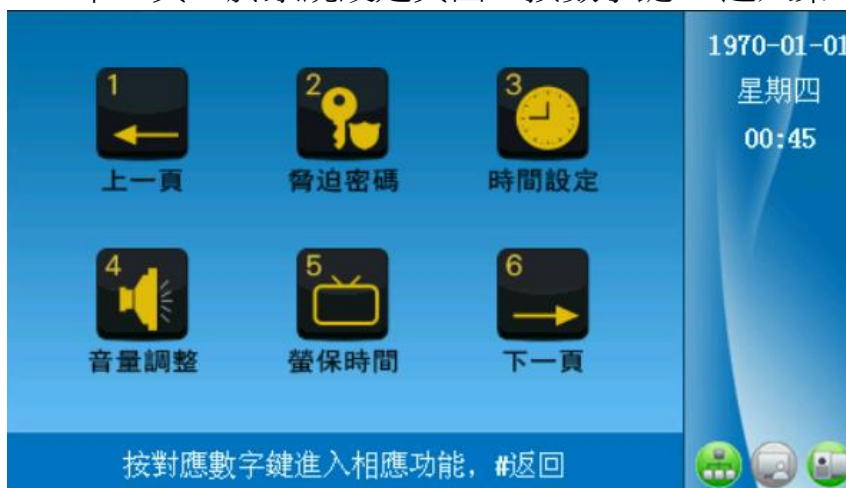 1970-01-01
星期四
00:45
1
2
3
上一頁
脅迫密碼
時間設定
4
5
6
音量調整
螢保時間
下一頁
按對應數字鍵進入相應功能，#返回